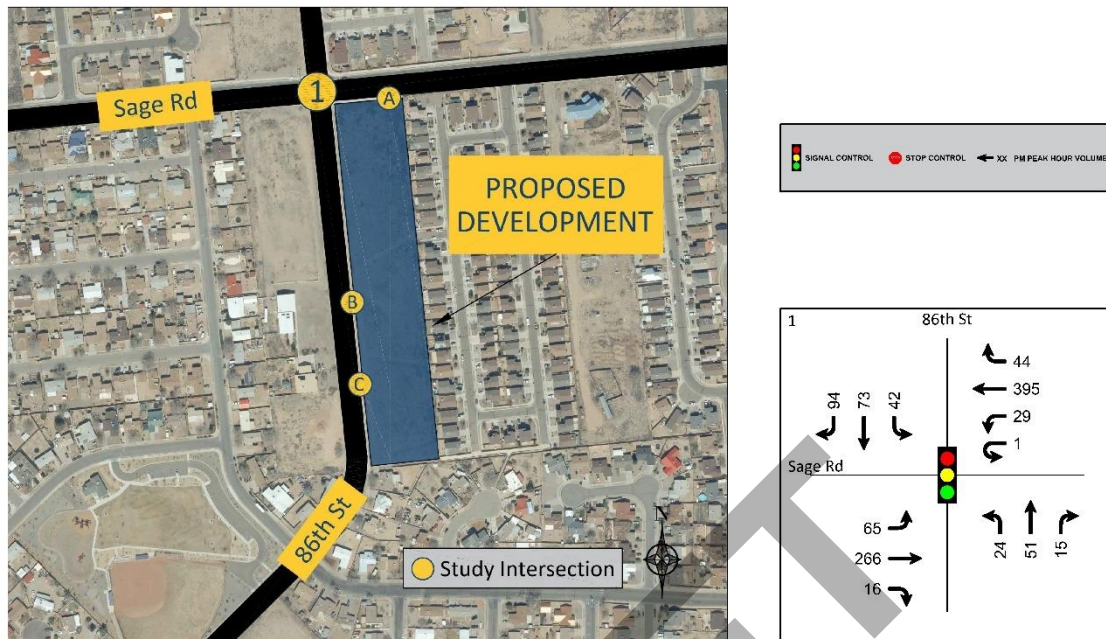 Sage Rd
1
A
PROPOSED
DEVELOPMENT
B
C
86th St
N
Study Intersection
SIGNAL CONTROL STOP CONTROL XX PM PEAK HOUR VOLUME
1 86th St
44
395
29
1
94 73 42
Sage Rd
65
266
16
24 51 15
T